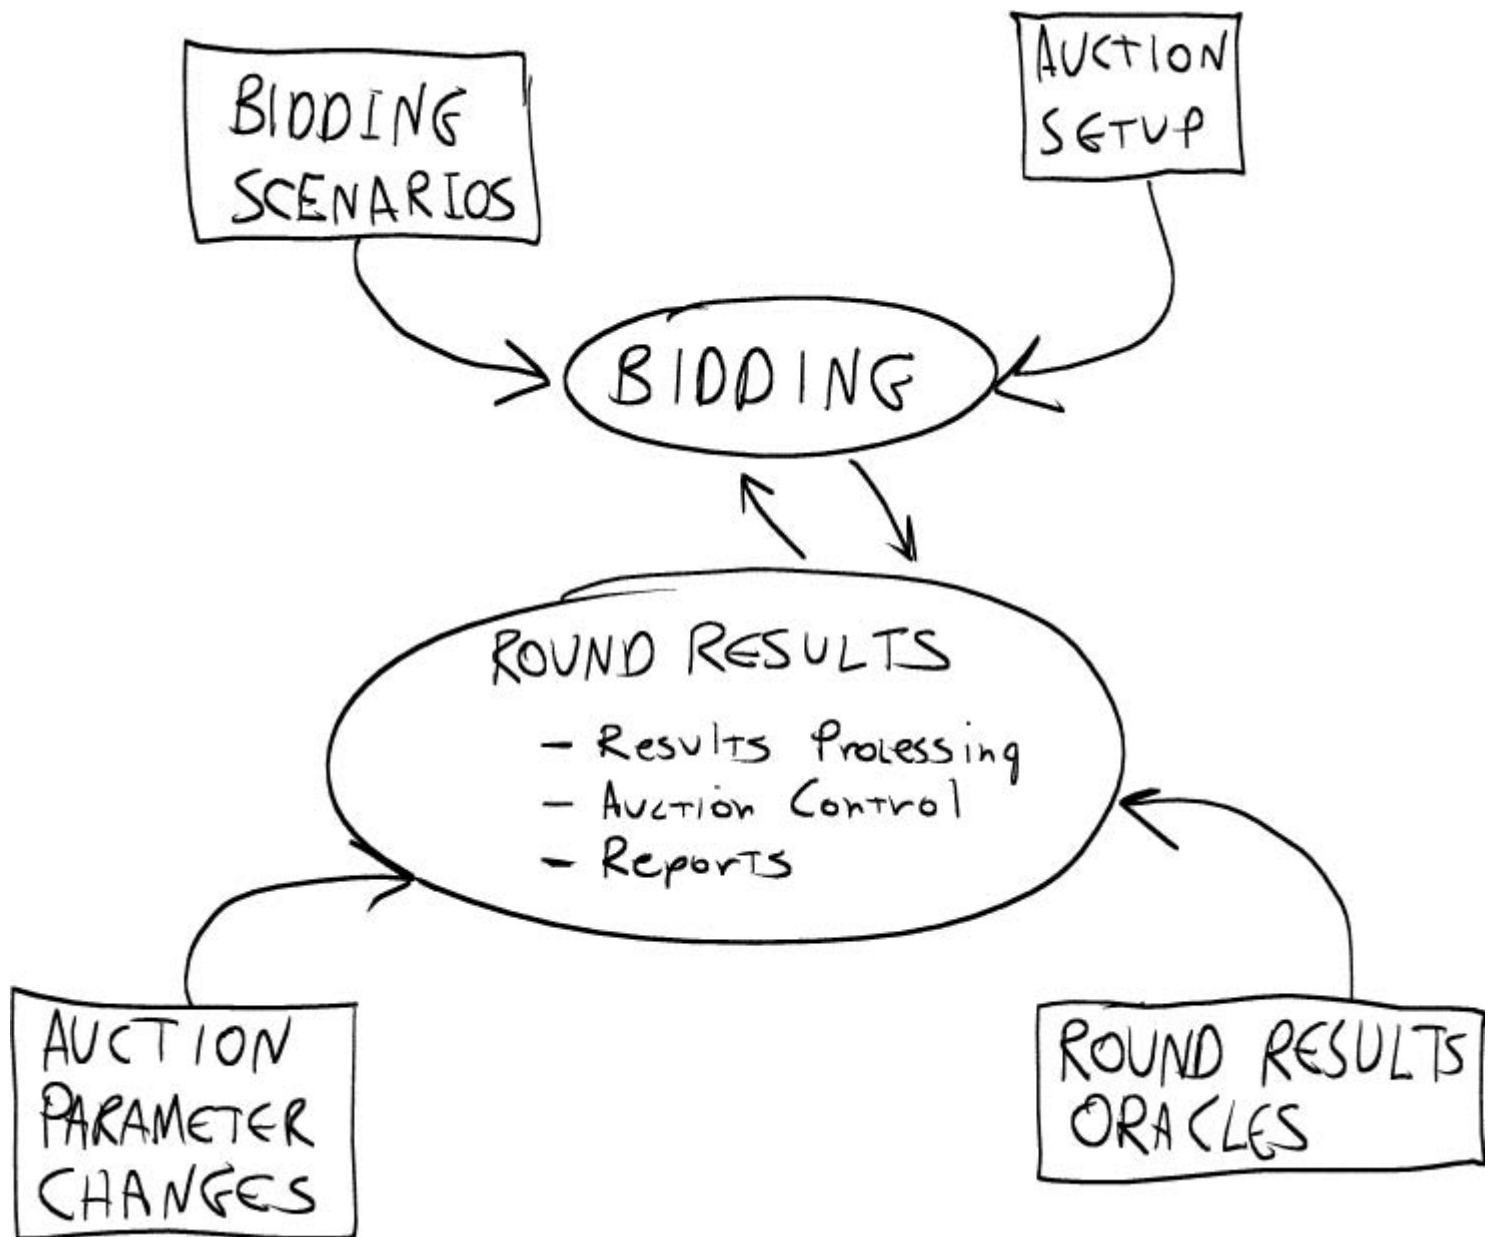 BIDDING
SCENARIOS
AUCTION
SETUP
BIDDING
ROUND RESULTS
- Results Processing
- Auction Control
- Reports
AUCTION
PARAMETER
CHANGES
ROUND RESULTS
ORACLES